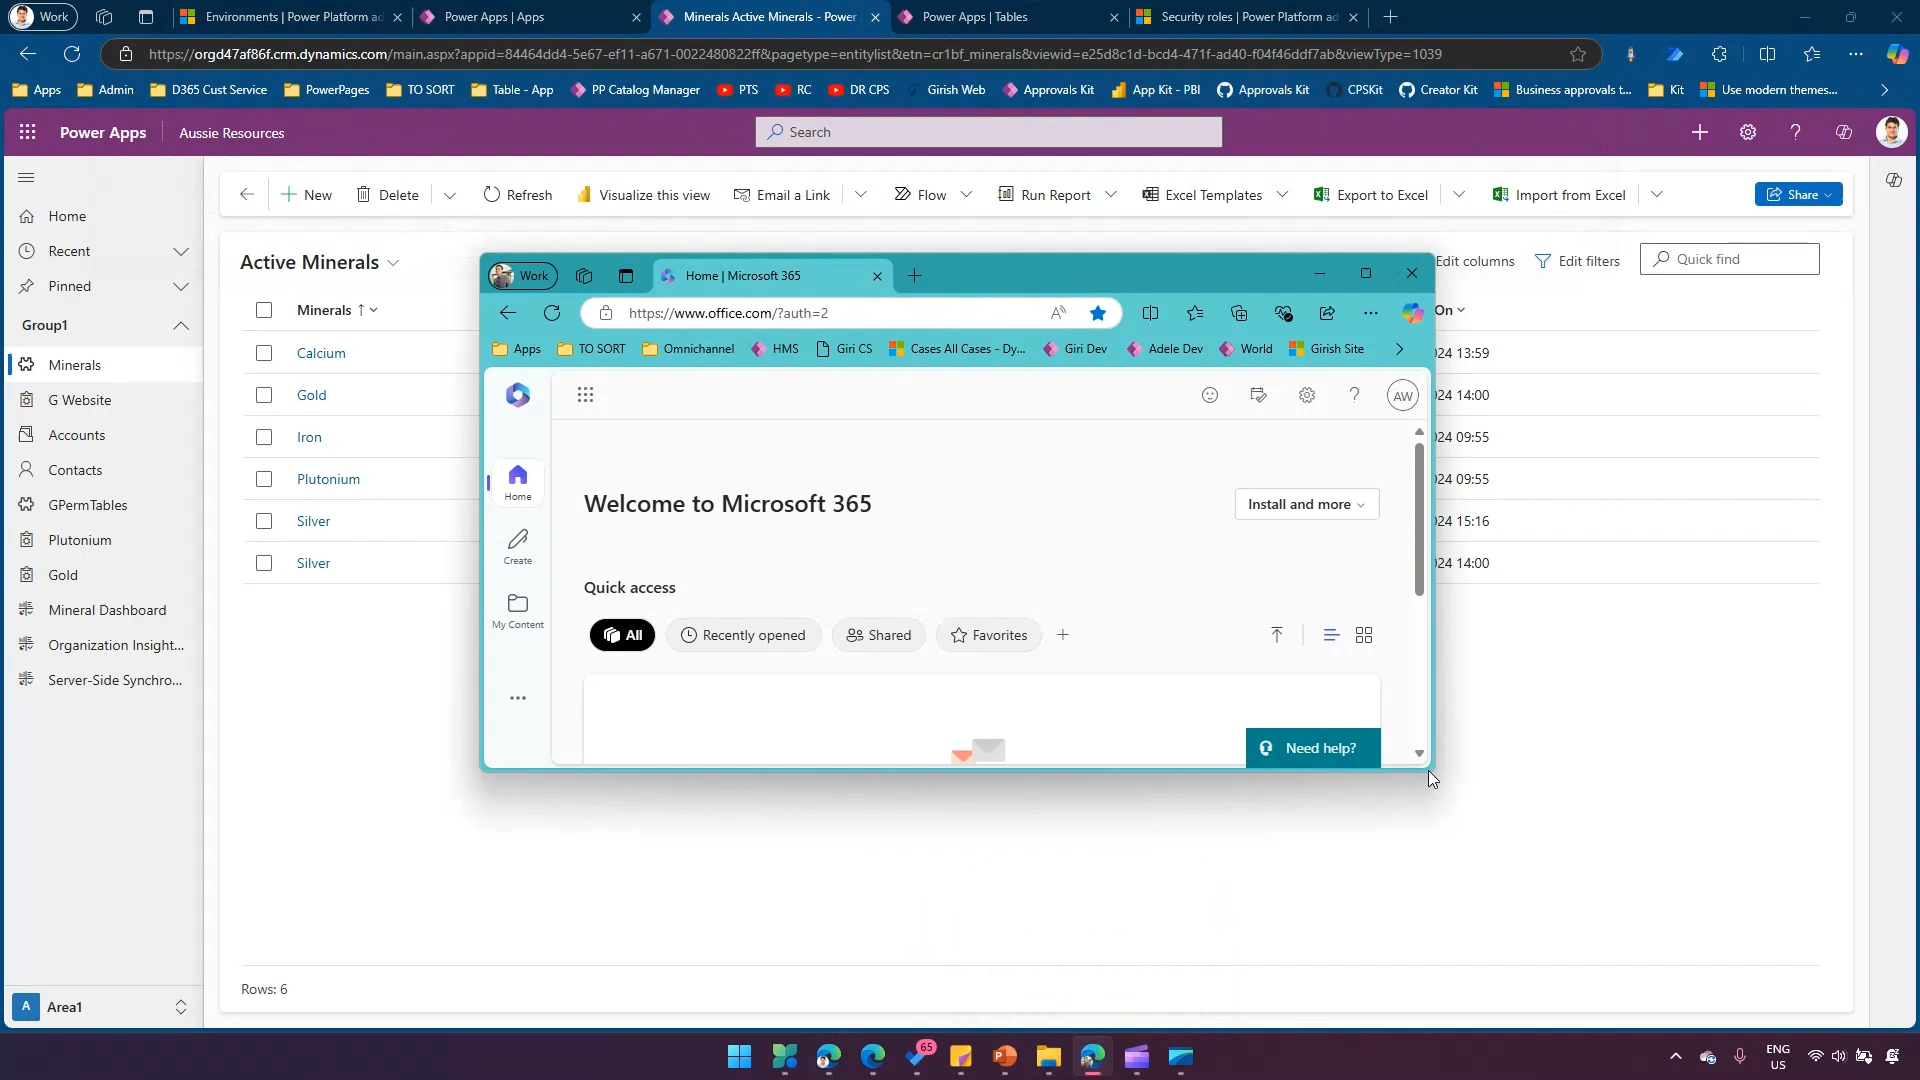 Work
Environments | Power Platform ad
Power Apps | Apps
Minerals Active Minerals - Power
Power Apps | Tables
Security roles | Power Platform ad
https://orgd47af86f.crm.dynamics.com/main.aspx?appid=84464dd4-5e67-ef11-a671-0022480822ff&pagetype=entitylist&etn=cr1bf_minerals&viewid=e25d8c1d-bcd4-471f-ad40-f04f46ddf7ab&viewType=1039
Apps
Admin
D365 Cust Service
PowerPages
TO SORT
Table - App
PP Catalog Manager
PTS
RC
DR CPS
Girish Web
Approvals Kit
App Kit - PBI
Approvals Kit
CPSKit
Creator Kit
Business approvals t...
Kit
Use modern themes...
Power Apps
Aussie Resources
Search
New
Delete
Refresh
Visualize this view
Email a Link
Flow
Run Report
Excel Templates
Export to Excel
Import from Excel
Share
Home
Recent
Pinned
Group1
Minerals
G Website
Accounts
Contacts
GPermTables
Plutonium
Gold
Mineral Dashboard
Organization Insight...
Server-Side Synchro...
A
Area1
Active Minerals
Edit columns
Edit filters
Quick find
Minerals
On
Calcium
024 13:59
Gold
024 14:00
Iron
024 09:55
Plutonium
024 09:55
Silver
024 15:16
Silver
024 14:00
Rows: 6
Work
Home | Microsoft 365
https://www.office.com/?auth=2
Apps
TO SORT
Omnichannel
HMS
Giri CS
Cases All Cases - Dy...
Giri Dev
Adele Dev
World
Girish Site
AW
Home
Create
My Content
Welcome to Microsoft 365
Install and more
Quick access
All
Recently opened
Shared
Favorites
Need help?
65
ENG
US